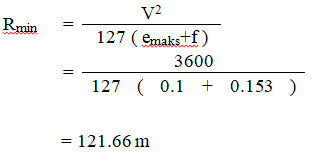 V²
Rmin = 127 ( emaks+f )
3600
= 127 ( 0.1 + 0.153 )
= 121.66 m